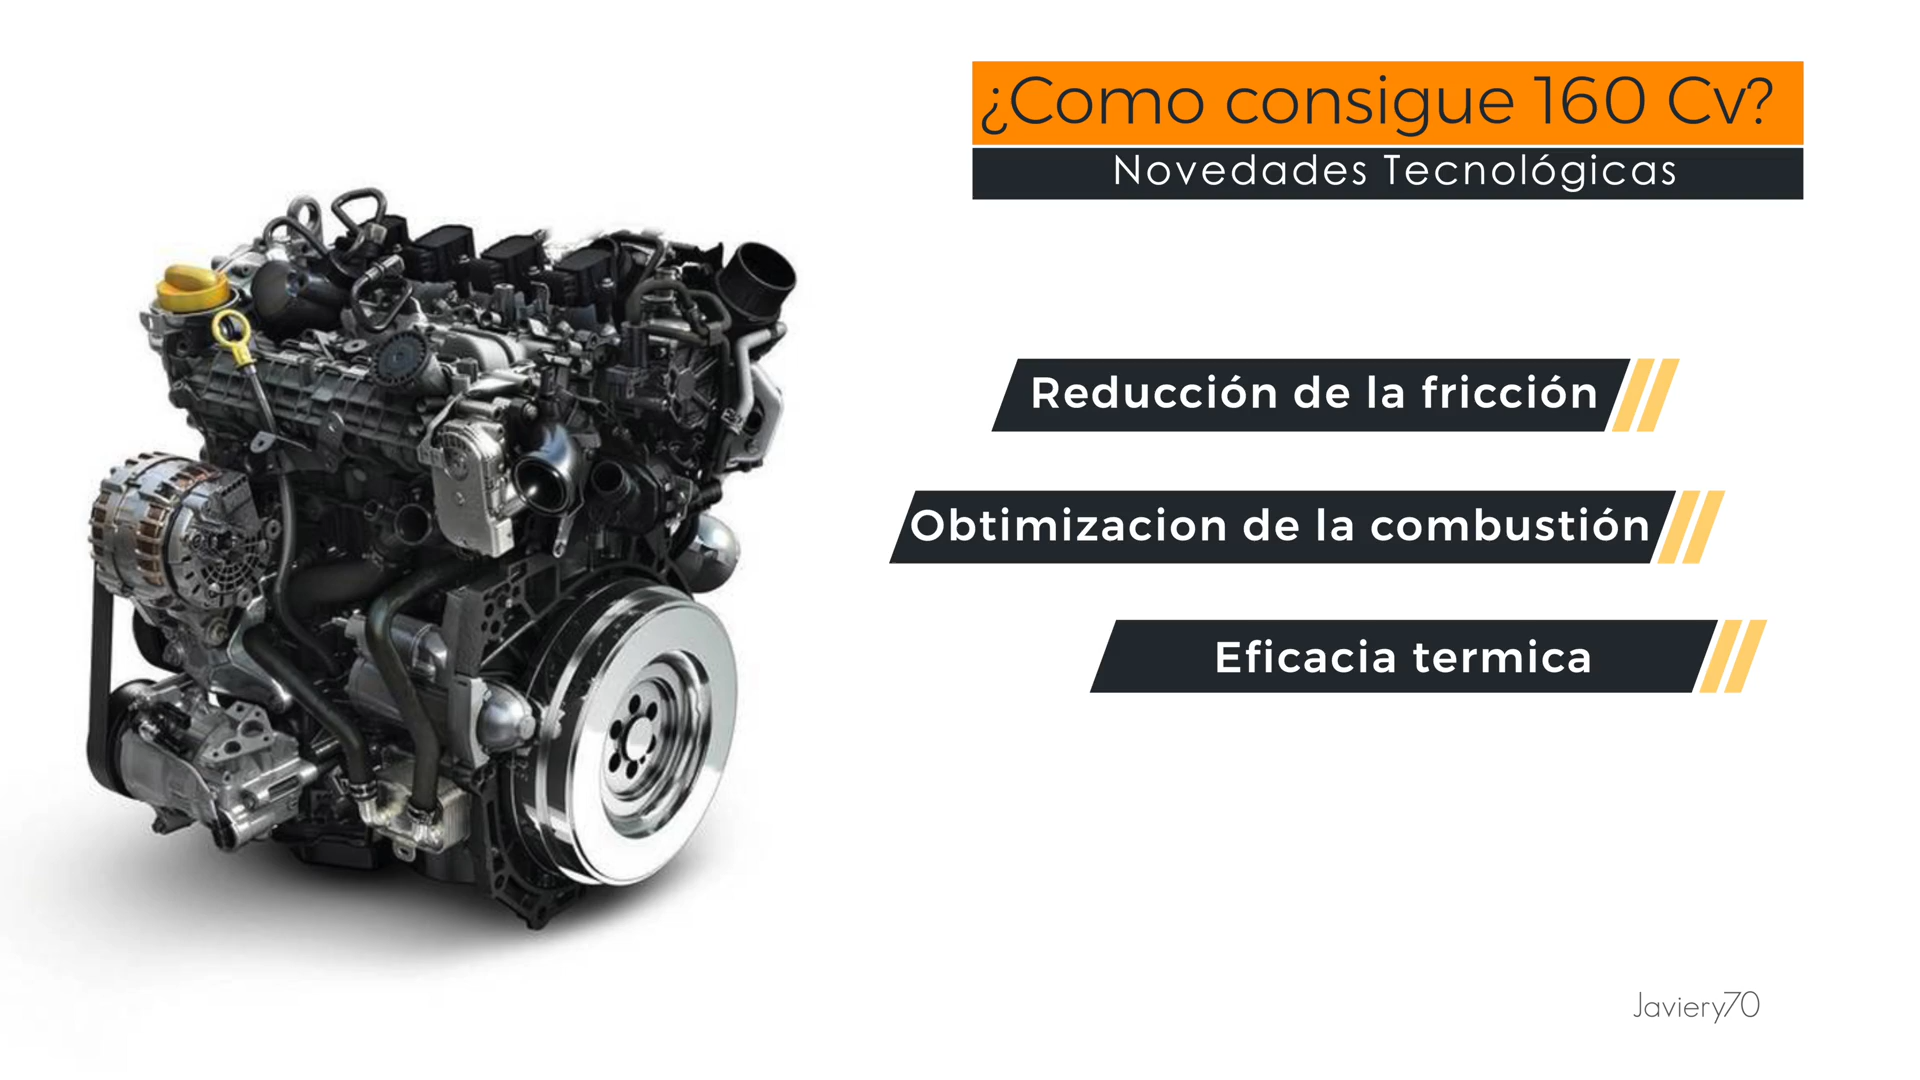 ¿Como consigue 160 Cv?
Novedades Tecnológicas
Reducción de la fricción
Obtimizacion de la combustión
Eficacia termica
Javiery70